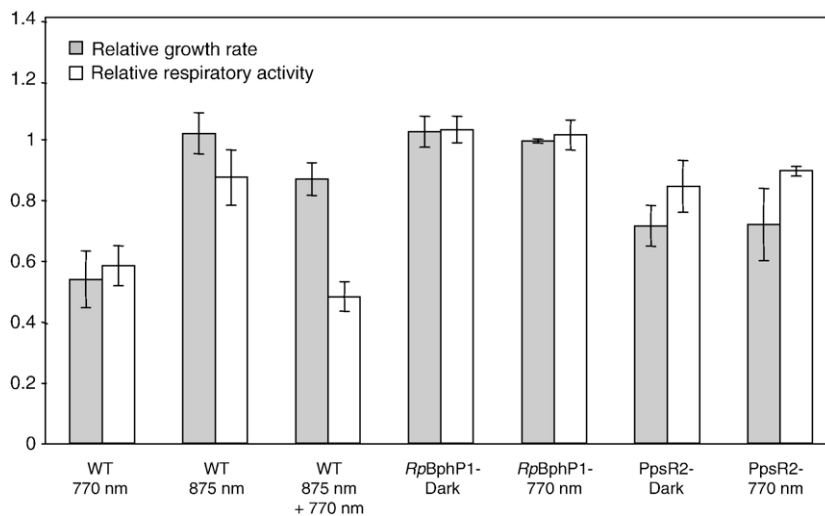 1.4
1.2
1
0.8
0.6
0.4
0.2
0
Relative growth rate
Relative respiratory activity
WT
770 nm
WT
875 nm
WT
875 nm
+ 770 nm
RpBphP1-
Dark
RpBphP1-
770 nm
PpsR2-
Dark
PpsR2-
770 nm